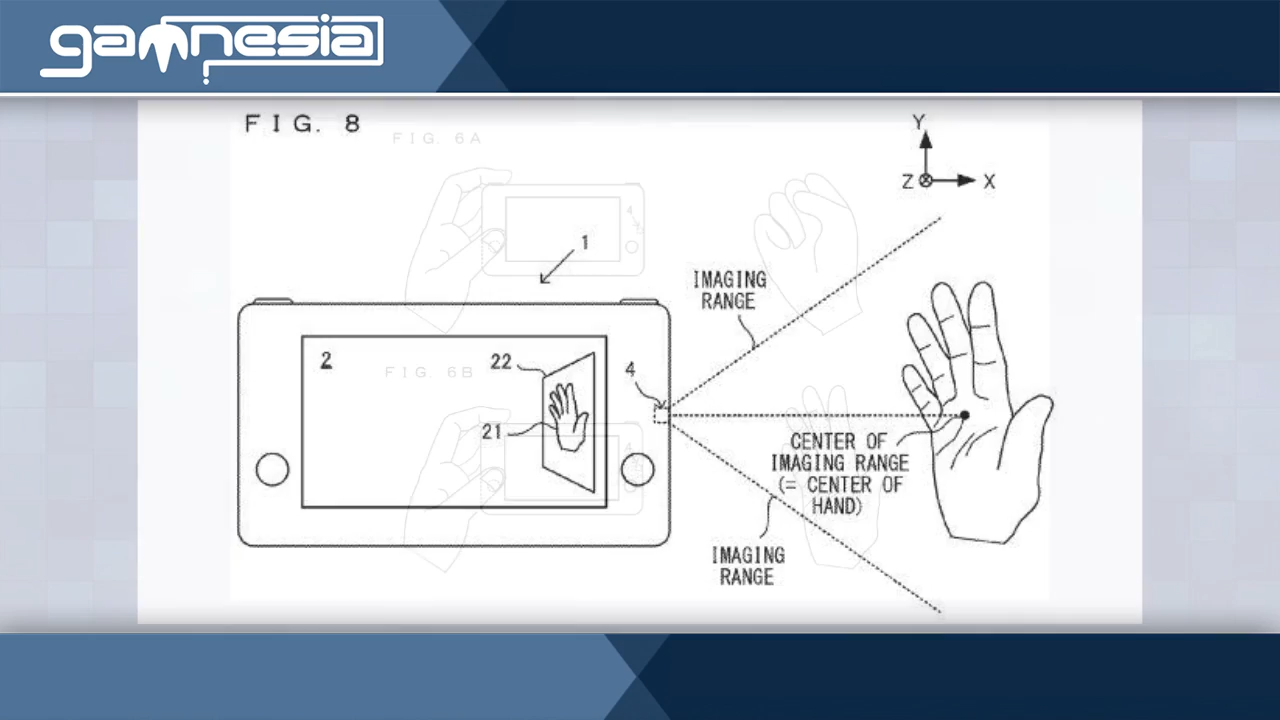 gamnesia
FIG. 8
FIG. 6A
Y
Z
X
1
4
IMAGING
RANGE
2
FIG. 6B
22
4
21
CENTER OF
IMAGING RANGE
(= CENTER OF
HAND)
IMAGING
RANGE